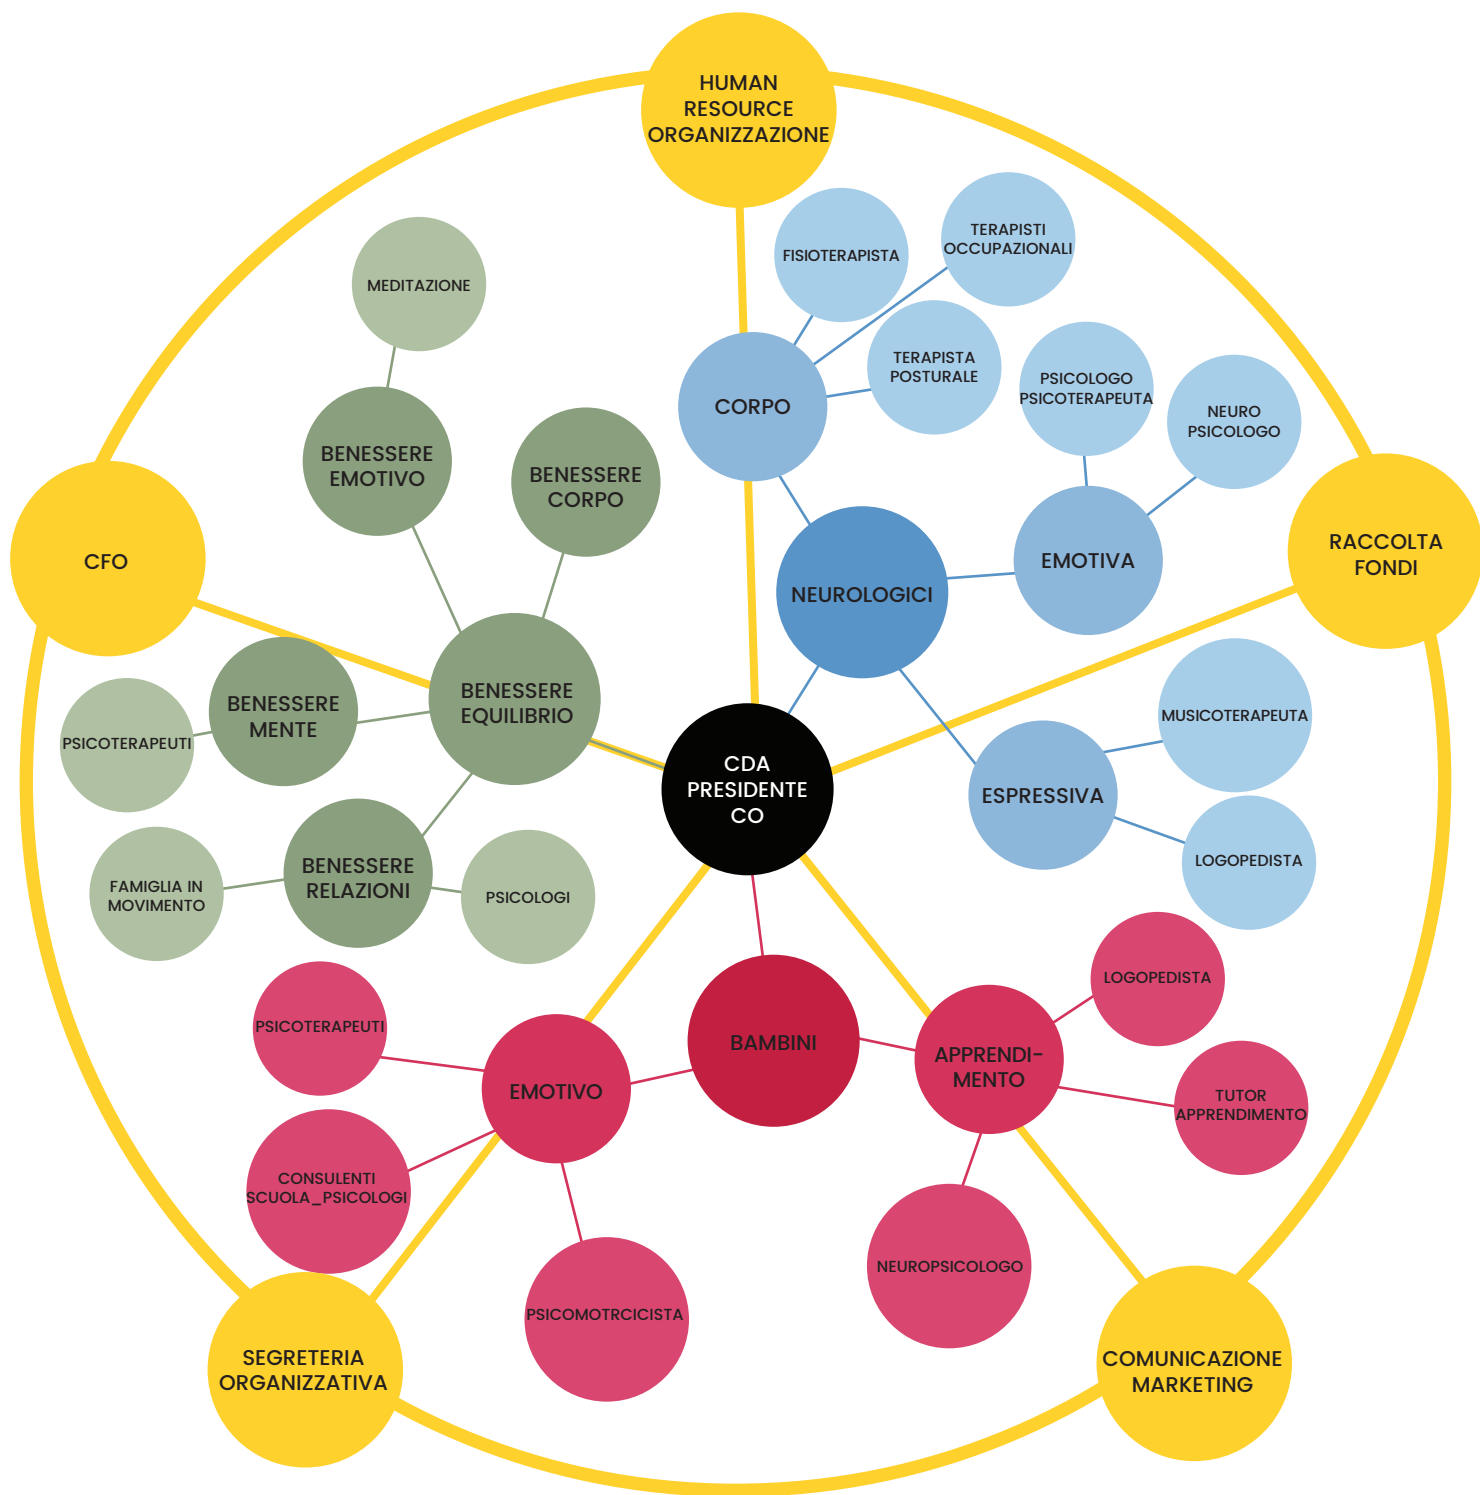 HUMAN
RESOURCE
ORGANIZZAZIONE
FISIOTERAPISTA
TERAPISTI
OCCUPAZIONALI
MEDITAZIONE
TERAPISTA
POSTURALE
CORPO
PSICOLOGO
PSICOTERAPEUTA
NEURO
PSICOLOGO
BENESSERE
EMOTIVO
BENESSERE
CORPO
CFO
RACCOLTA
FONDI
EMOTIVA
NEUROLOGICI
BENESSERE
EQUILIBRIO
BENESSERE
MENTE
PSICOTERAPEUTI
MUSICOTERAPEUTA
CDA
PRESIDENTE
CO
ESPRESSIVA
LOGOPEDISTA
BENESSERE
RELAZIONI
FAMIGLIA IN
MOVIMENTO
PSICOLOGI
LOGOPEDISTA
PSICOTERAPEUTI
BAMBINI
APPRENDI-
MENTO
EMOTIVO
TUTOR
APPRENDIMENTO
CONSULENTI
SCUOLA_PSICOLOGI
NEUROPSICOLOGO
PSICOMOTRCICISTA
SEGRETERIA
ORGANIZZATIVA
COMUNICAZIONE
MARKETING